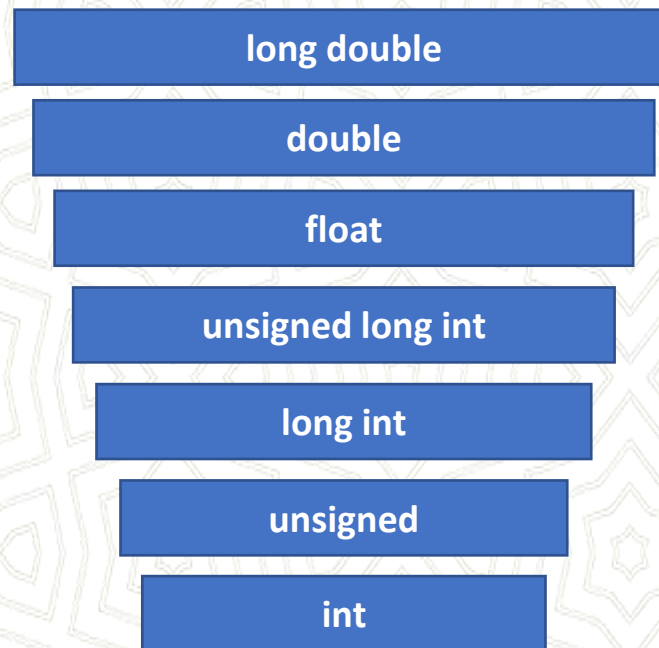 long double
double
float
unsigned long int
long int
unsigned
int